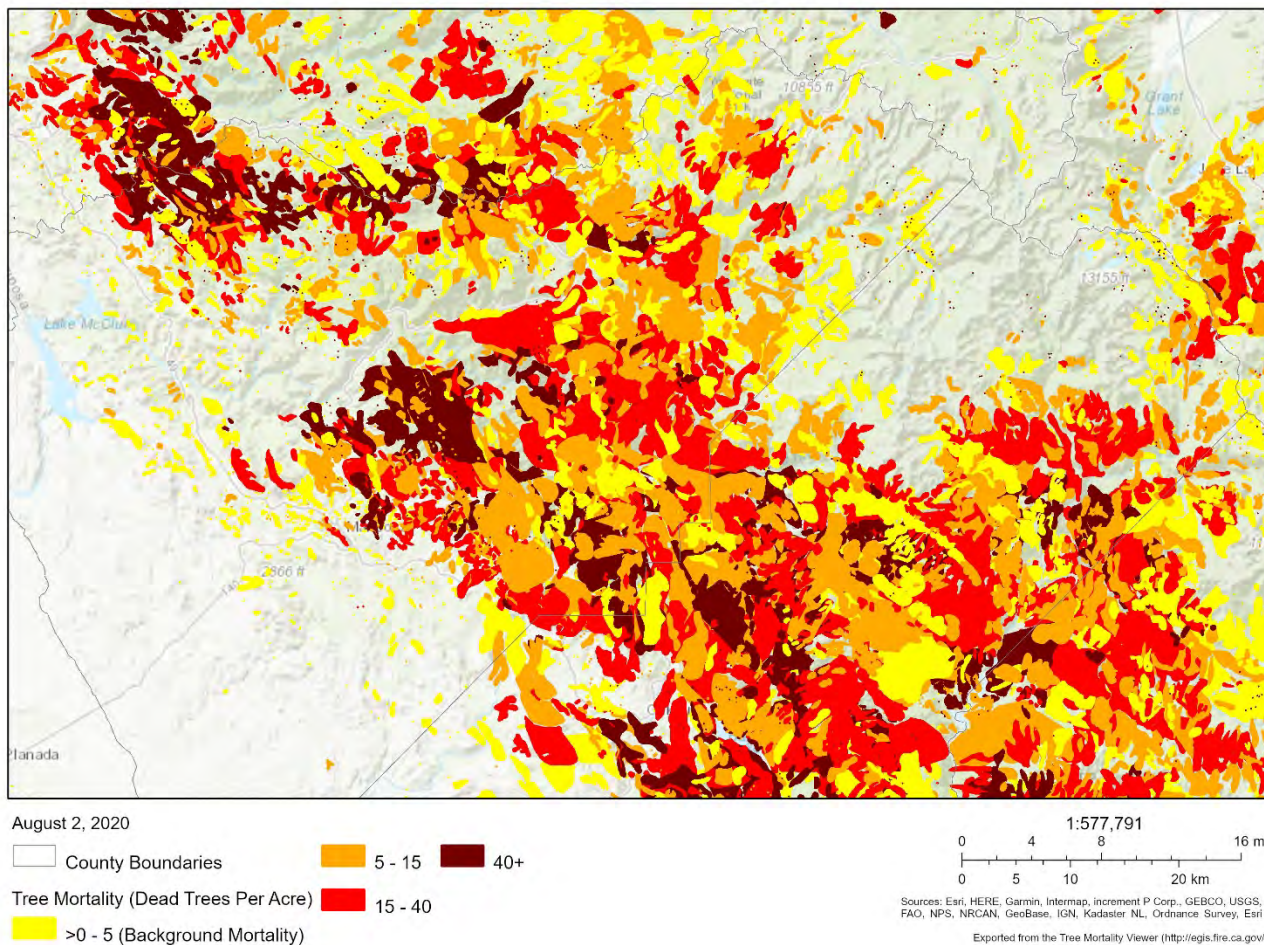 10855 ft
Grant
Lake
13155 ft
Lake McClur
2866 ft
Planada
August 2, 2020
1:577,791
County Boundaries
5 - 15
40+
0 4 8 16 m
Tree Mortality (Dead Trees Per Acre)
15 - 40
0 5 10 20 km
>0 - 5 (Background Mortality)
Sources: Esri, HERE, Garmin, Intermap, increment P Corp., GEBCO, USGS,
FAO, NPS, NRCAN, GeoBase, IGN, Kadaster NL, Ordnance Survey, Esri
Exported from the Tree Mortality Viewer (http://egis.fire.ca.gov/